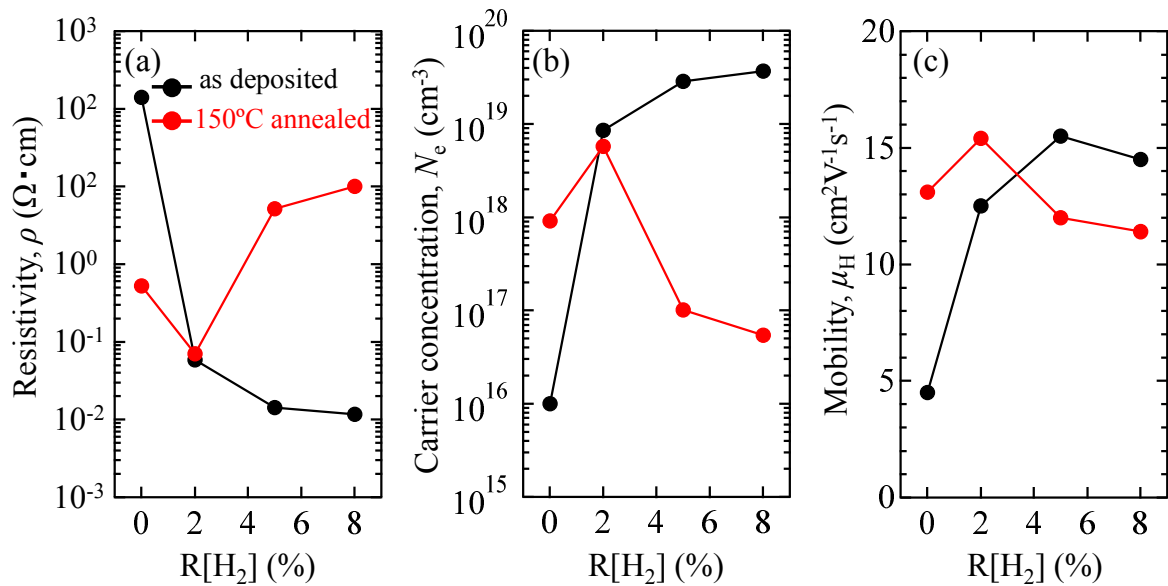 (a)
as deposited
150ºC annealed
Resistivity, ρ (Ω・cm)
10³
10²
10²
10⁰
10⁻¹
10⁻²
10⁻³
0 2 4 6 8
R[H₂] (%)
(b)
Carrier concentration, Nₑ (cm⁻³)
10²⁰
10¹⁹
10¹⁸
10¹⁷
10¹⁶
10¹⁵
0 2 4 6 8
R[H₂] (%)
(c)
Mobility, μ_H (cm²V⁻¹s⁻¹)
20
15
10
5
0
0 2 4 6 8
R[H₂] (%)